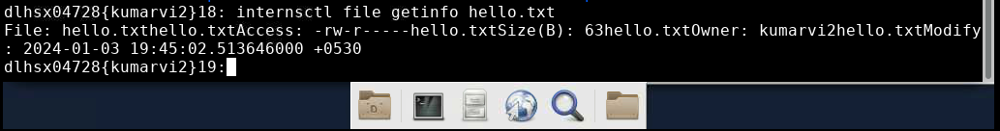 dlhsx04728{kumarvi2}18: internsctl file getinfo hello.txt
File: hello.txthello.txtAccess: -rw-r-----hello.txtSize(B): 63hello.txtOwner: kumarvi2hello.txtModify
: 2024-01-03 19:45:02.513646000 +0530
dlhsx04728{kumarvi2}19: